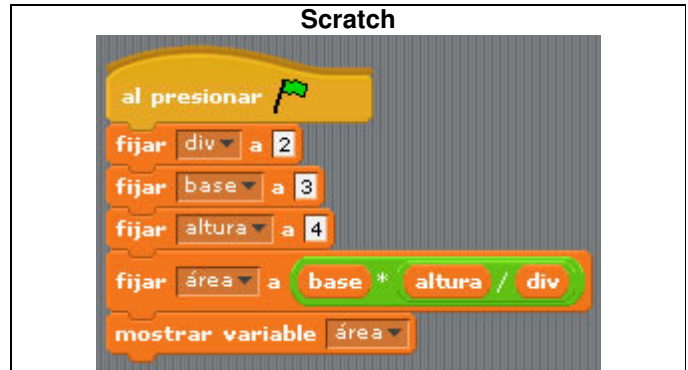 Scratch
al presionar
fijar div a 2
fijar base a 3
fijar altura a 4
fijar área a base * altura / div
mostrar variable área